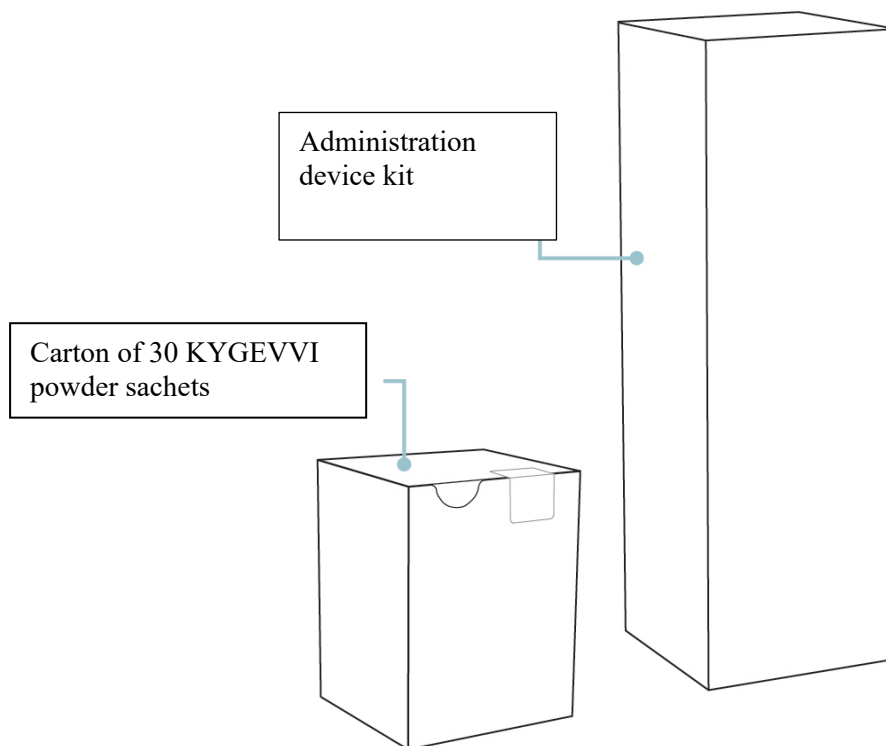 Administration
device kit
Carton of 30 KYGEVVI
powder sachets